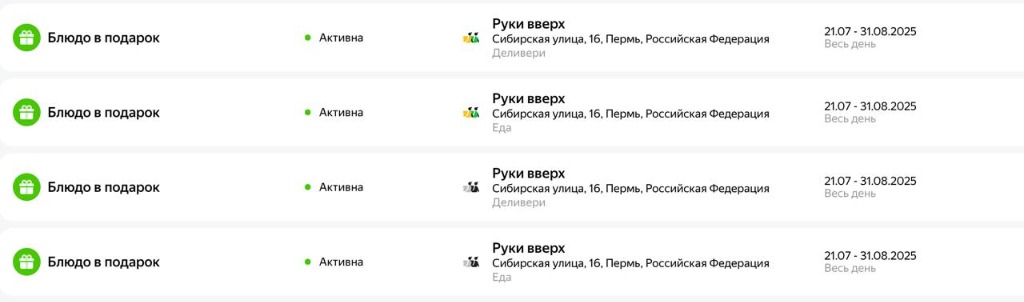 Блюдо в подарок
Активна
Руки вверх
Сибирская улица, 16, Пермь, Российская Федерация
Деливери
21.07 - 31.08.2025
Весь день
Блюдо в подарок
Активна
Руки вверх
Сибирская улица, 16, Пермь, Российская Федерация
Еда
21.07 - 31.08.2025
Весь день
Блюдо в подарок
Активна
Руки вверх
Сибирская улица, 16, Пермь, Российская Федерация
Деливери
21.07 - 31.08.2025
Весь день
Блюдо в подарок
Активна
Руки вверх
Сибирская улица, 16, Пермь, Российская Федерация
Еда
21.07 - 31.08.2025
Весь день